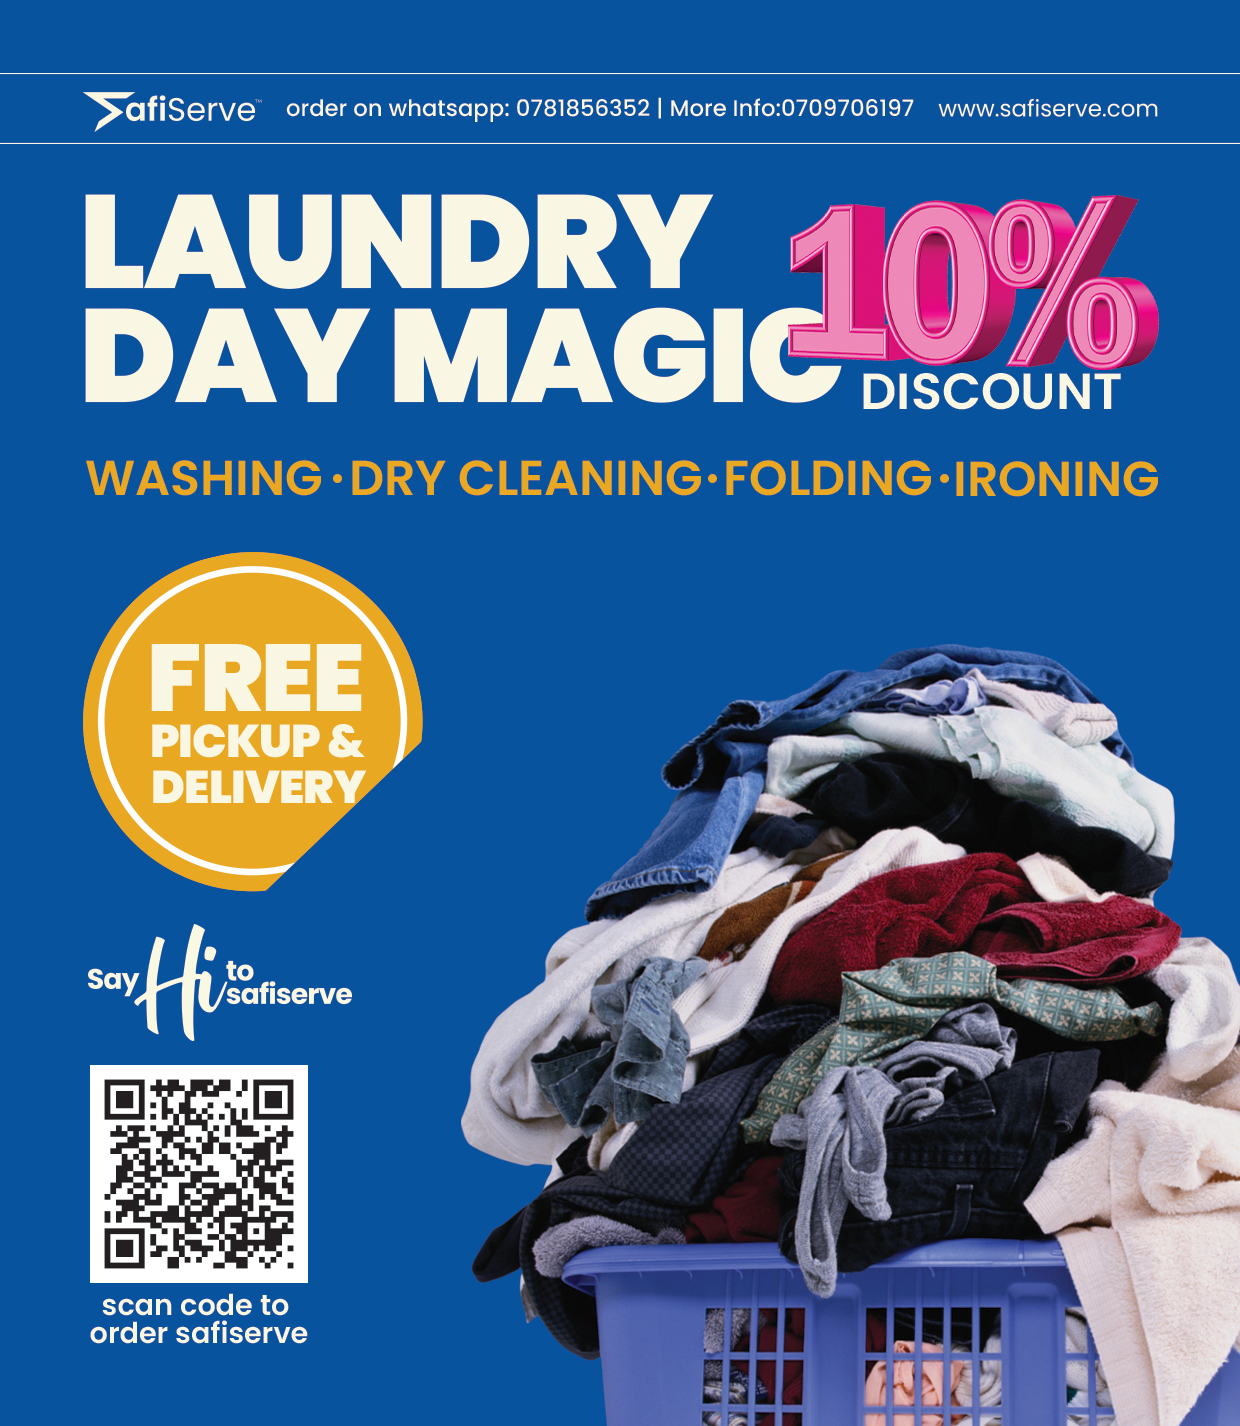 SafiServe™ order on whatsapp: 0781856352 | More Info:0709706197 www.safiserve.com
LAUNDRY
DAY MAGIC
10%
DISCOUNT
WASHING · DRY CLEANING · FOLDING · IRONING
FREE
PICKUP &
DELIVERY
Say Hi to
safiserve
scan code to
order safiserve